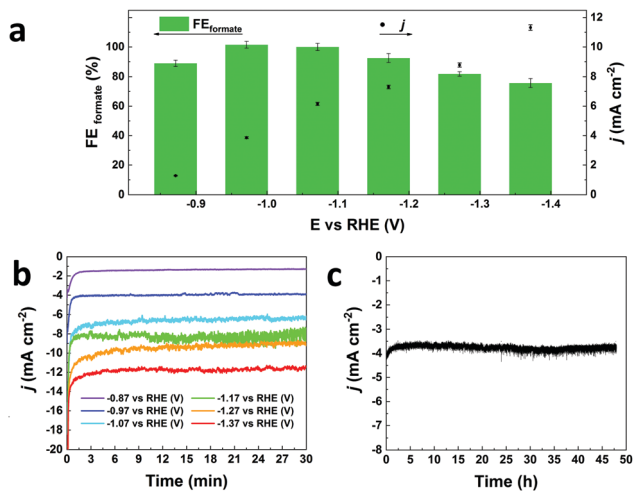 a
FE formate
j
FE formate (%)
120
100
80
60
40
20
0
12
10
8
6
4
2
0
j (mA cm-2)
-0.9 -1.0 -1.1 -1.2 -1.3 -1.4
E vs RHE (V)
b
j (mA cm-2)
0
-2
-4
-6
-8
-10
-12
-14
-16
-18
-20
-0.87 vs RHE (V) -1.17 vs RHE (V)
-0.97 vs RHE (V) -1.27 vs RHE (V)
-1.07 vs RHE (V) -1.37 vs RHE (V)
0 3 6 9 12 15 18 21 24 27 30
Time (min)
c
j (mA cm-2)
0
-1
-2
-3
-4
-5
-6
-7
-8
0 5 10 15 20 25 30 35 40 45 50
Time (h)